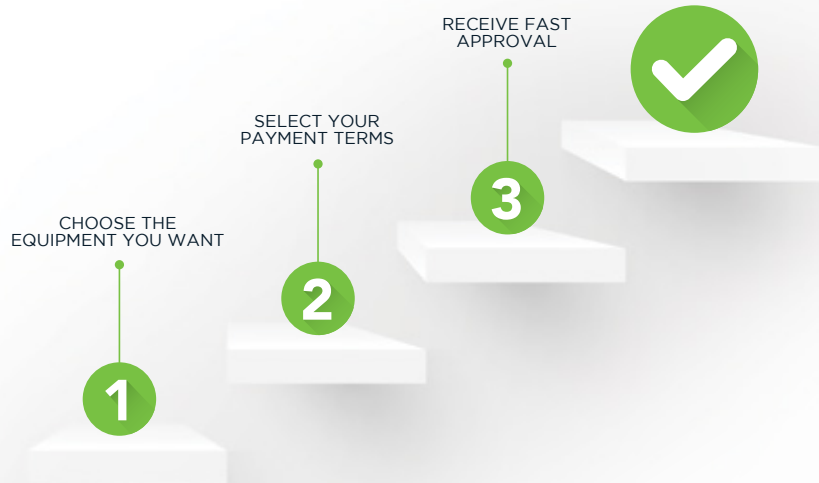 CHOOSE THE
EQUIPMENT YOU WANT
1
SELECT YOUR
PAYMENT TERMS
2
RECEIVE FAST
APPROVAL
3